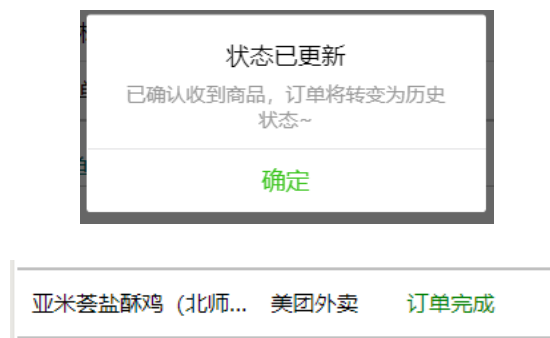 状态已更新
已确认收到商品，订单将转变为历史
状态~
确定
亚米荟盐酥鸡（北师... 美团外卖 订单完成